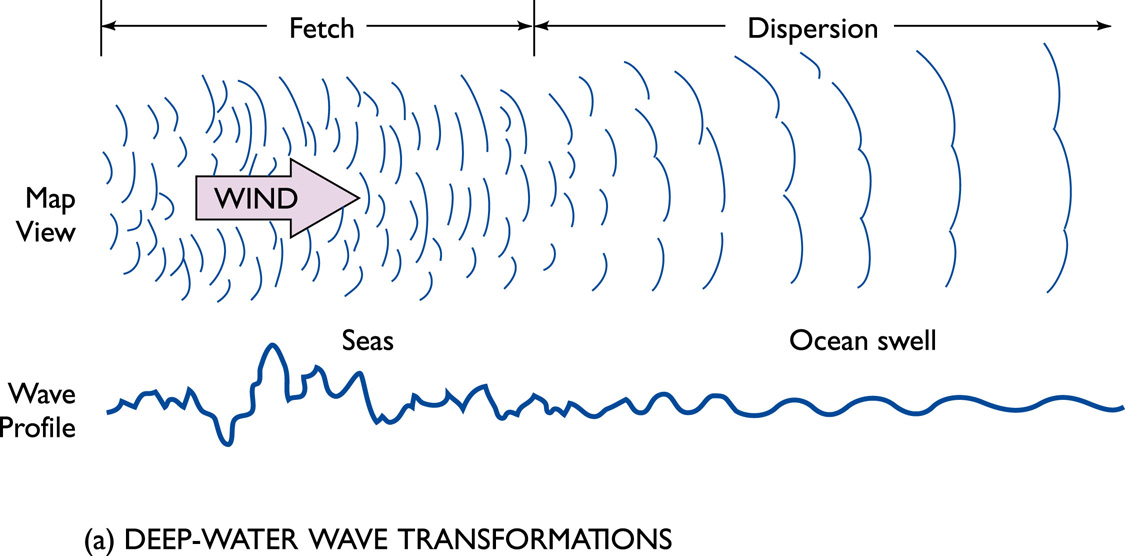 Fetch
Dispersion
Map
View
WIND
Seas
Ocean swell
Wave
Profile
(a) DEEP-WATER WAVE TRANSFORMATIONS